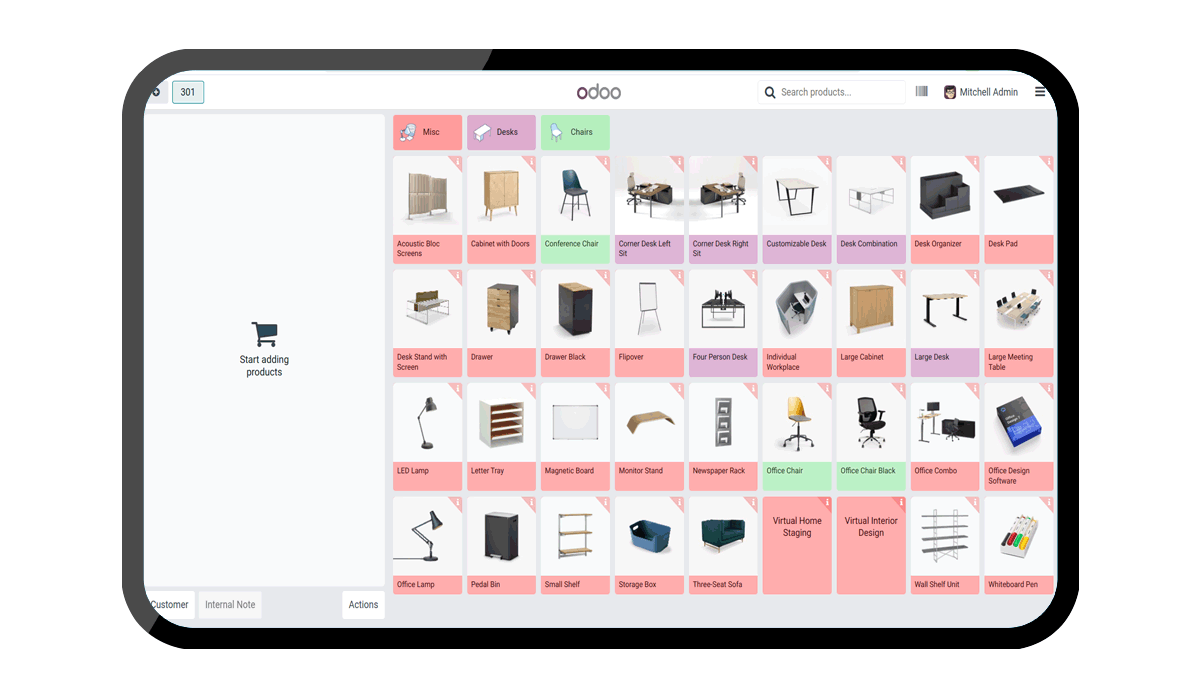 301
odoo
Search products...
Mitchell Admin
Misc
Desks
Chairs
Acoustic Bloc
Screens
Cabinet with Doors
Conference Chair
Corner Desk Left
Sit
Corner Desk Right
Sit
Customizable Desk
Desk Combination
Desk Organizer
Desk Pad
Start adding
products
Desk Stand with
Screen
Drawer
Drawer Black
Flipover
Four Person Desk
Individual
Workplace
Large Cabinet
Large Desk
Large Meeting
Table
LED Lamp
Letter Tray
Magnetic Board
Monitor Stand
Newspaper Rack
Office Chair
Office Chair Black
Office Combo
Office Design
Software
Office Lamp
Pedal Bin
Small Shelf
Storage Box
Three-Seat Sofa
Virtual Home
Staging
Virtual Interior
Design
Wall Shelf Unit
Whiteboard Pen
Customer
Internal Note
Actions